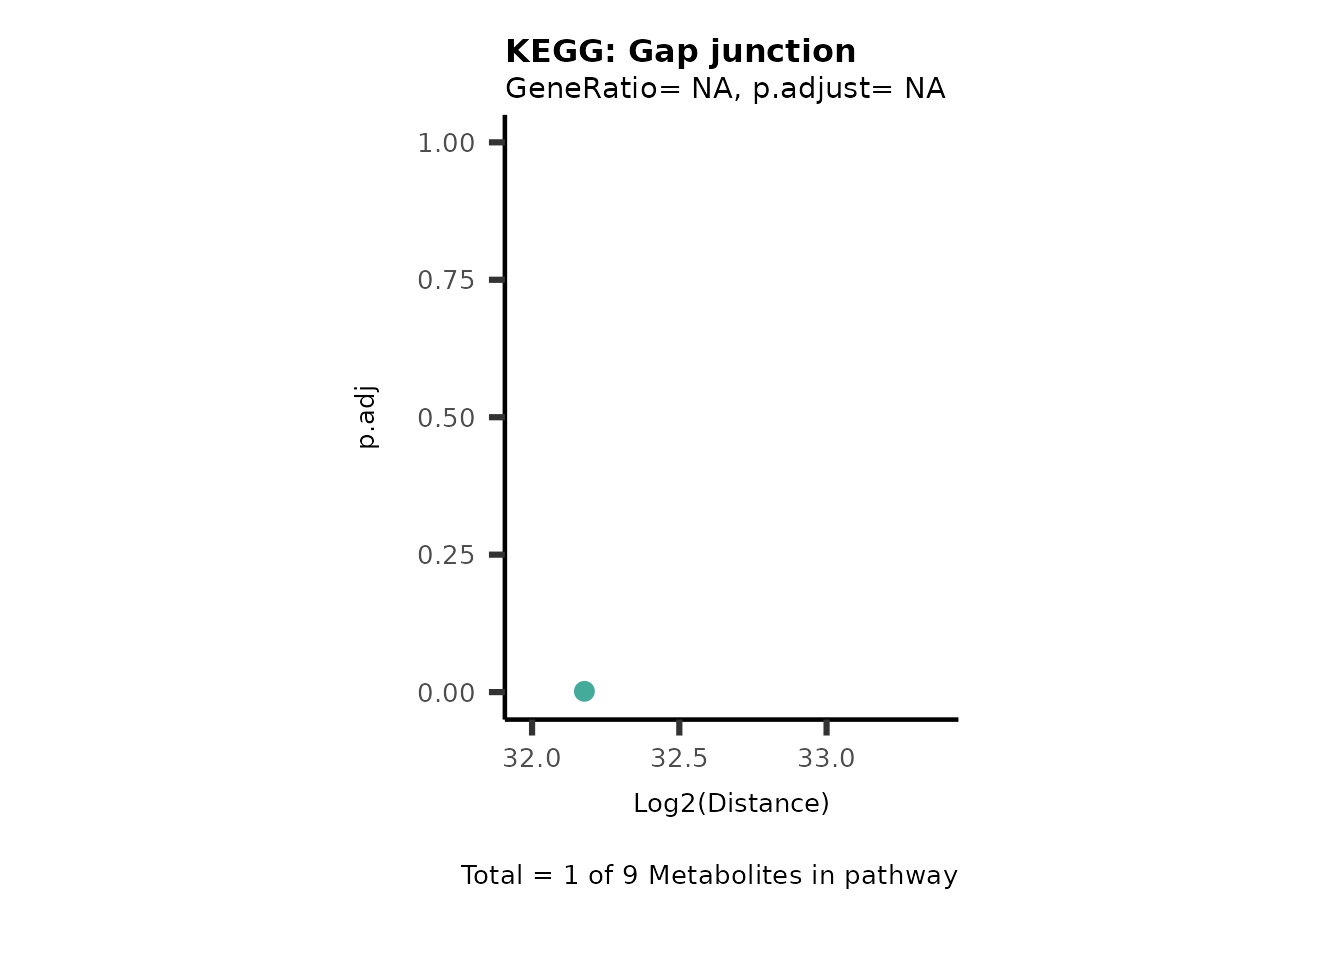 KEGG: Gap junction
GeneRatio= NA, p.adjust= NA
1.00
0.75
0.50
0.25
0.00
p.adj
32.0 32.5 33.0
Log2(Distance)
Total = 1 of 9 Metabolites in pathway